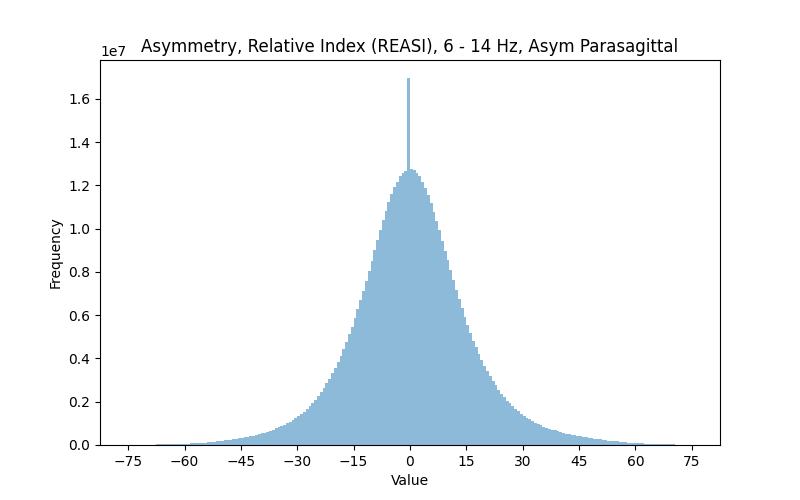 Asymmetry, Relative Index (REASI), 6 - 14 Hz, Asym Parasagittal
1e7
1.6
1.4
1.2
1.0
0.8
0.6
0.4
0.2
0.0
Frequency
−75 −60 −45 −30 −15 0 15 30 45 60 75
Value